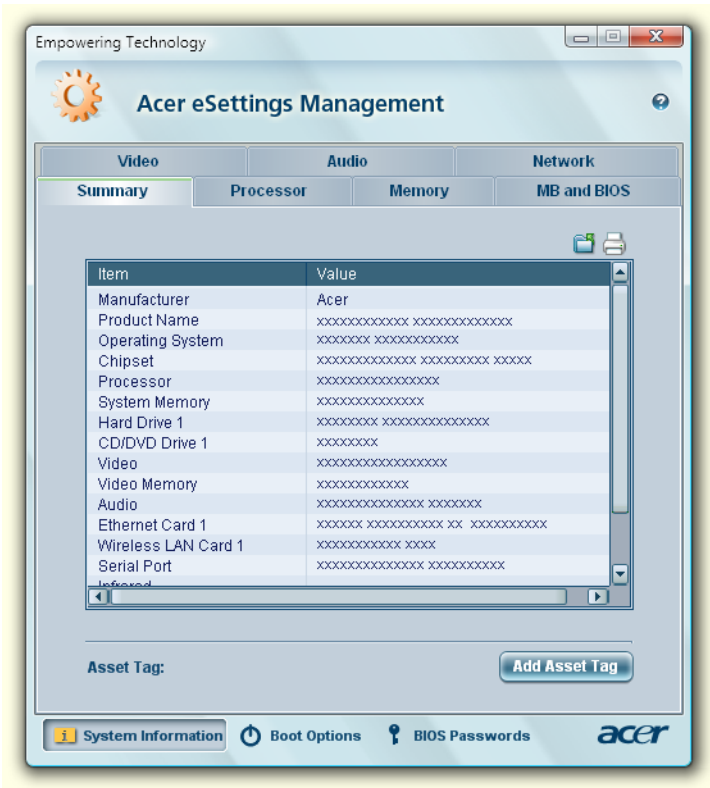 Empowering Technology
Acer eSettings Management
Video Audio Network
Summary Processor Memory MB and BIOS
Item Value
Manufacturer Acer
Product Name xxxxxxxxxxxx xxxxxxxxxxxxx
Operating System xxxxxxx xxxxxxxxxxx
Chipset xxxxxxxxxxxxx xxxxxxxxx xxxxx
Processor xxxxxxxxxxxxxxxx
System Memory xxxxxxxxxxxxxx
Hard Drive 1 xxxxxxxx xxxxxxxxxxxxxx
CD/DVD Drive 1 xxxxxxxx
Video xxxxxxxxxxxxxxxxx
Video Memory xxxxxxxxxxxx
Audio xxxxxxxxxxxxxx xxxxxxx
Ethernet Card 1 xxxxxx xxxxxxxxxx xx xxxxxxxxxx
Wireless LAN Card 1 xxxxxxxxxxx xxxx
Serial Port xxxxxxxxxxxxxx xxxxxxxxxx
Infrared
Asset Tag: Add Asset Tag
System Information Boot Options BIOS Passwords acer